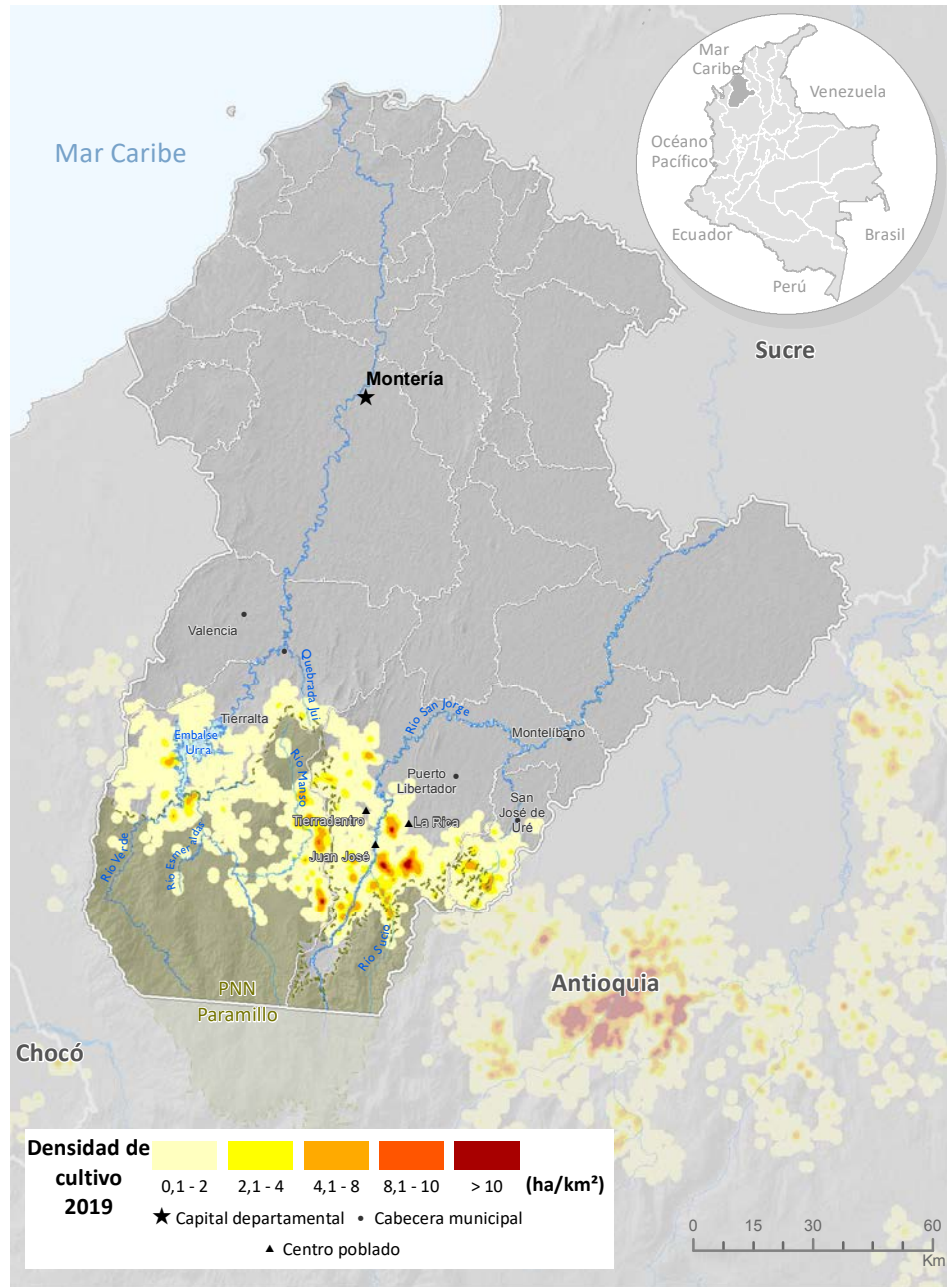 Mar
Caribe
Venezuela
Océano
Pacífico
Ecuador
Brasil
Perú
Mar Caribe
Sucre
Montería
Valencia
Quebrada Jui
Tierralta
Río San Jorge
Embalse
Urrá
Montelíbano
Río Manso
Puerto
Libertador
San
José de
Uré
Tierradentro
La Rica
Río Verde
Río Esmeraldas
Juan José
Río Sucio
Antioquia
PNN
Paramillo
Chocó
Densidad de
cultivo
2019
0,1 - 2
2,1 - 4
4,1 - 8
8,1 - 10
> 10
(ha/km²)
Capital departamental
Cabecera municipal
Centro poblado
0 15 30 60
Km